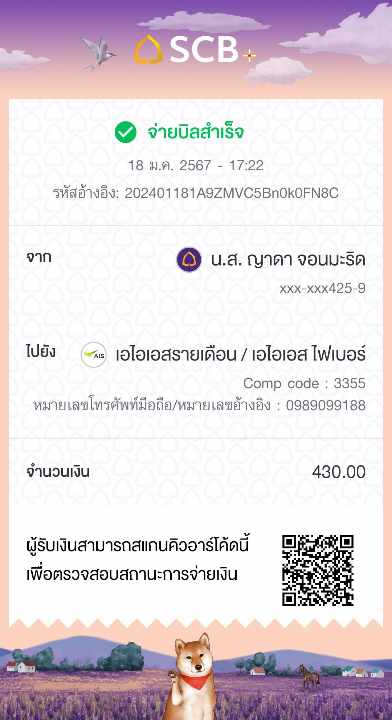 SCB
จ่ายบิลสำเร็จ
18 ม.ค. 2567 - 17:22
รหัสอ้างอิง: 202401181A9ZMVC5Bn0k0FN8C
จาก
น.ส. ญาดา จอนมะริด
xxx-xxx425-9
ไปยัง
AIS เอไอเอสรายเดือน / เอไอเอส ไฟเบอร์
Comp code : 3355
หมายเลขโทรศัพท์มือถือ/หมายเลขอ้างอิง : 0989099188
จำนวนเงิน 430.00
ผู้รับเงินสามารถสแกนคิวอาร์โค้ดนี้
เพื่อตรวจสอบสถานะการจ่ายเงิน